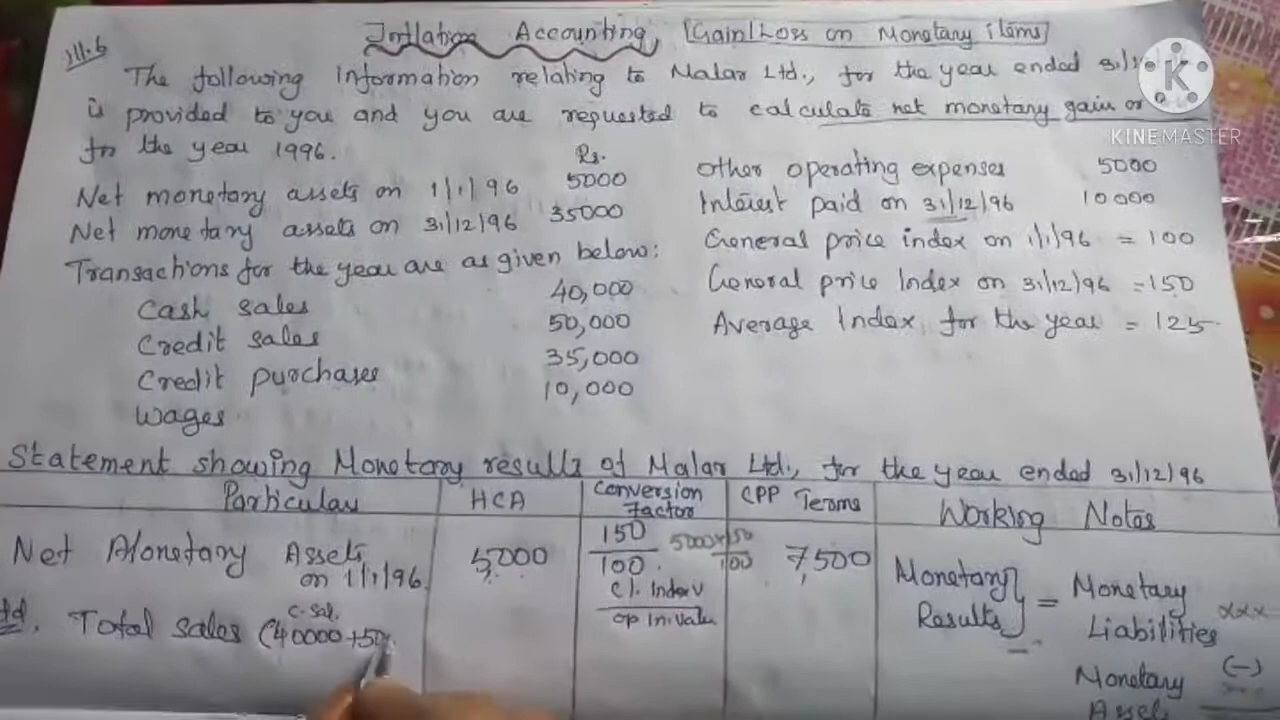 Ill.6
Inflation Accounting [Gain/Loss on Monetary items]
The following information relating to Malar Ltd., for the year ended
is provided to you and you are requested to calculate net monetary gain or
for the year 1996.
Rs.
Net monetary assets on 1/1/96 5000
Net monetary assets on 31/12/96 35000
Transactions for the year are as given below:
Cash sales 40,000
Credit sales 50,000
Credit purchases 35,000
Wages 10,000
Other operating expenses 5000
Interest paid on 31/12/96 10000
General price index on 1/1/96 = 100
General price Index on 31/12/96 = 150
Average Index for the year = 125
K
KINEMASTER
Statement showing Monetary results of Malar Ltd., for the year ended 31/12/96
Particulars HCA Conversion Factor CPP Terms Working Notes
Net Monetary Assets on 1/1/96. 5,000 150/100 5000×150/100 7,500
Cl. Index
Op In.value
Add. Total sales (40000+50
C. Sal.
Monetary Results = Monetary Liabilities xxx
(-)
Monetary